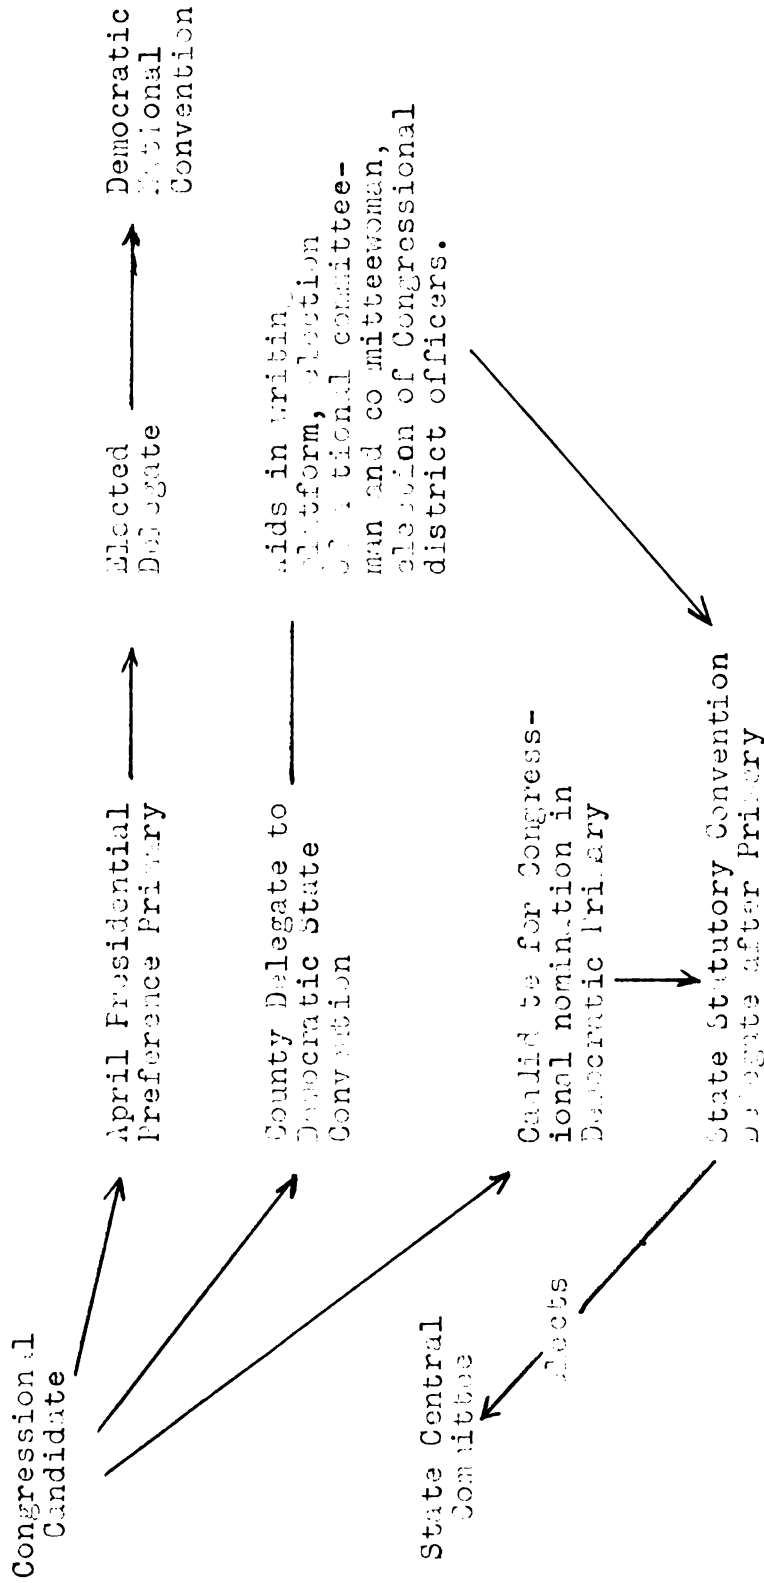 Congressional
Candidate
April Presidential
Preference Primary
Elected
Delegate
Democratic
National
Convention
County Delegate to
Democratic State
Convention
aids in writing
platform, election
of national committee-
man and committeewoman,
election of Congressional
district officers.
Candidate for Congress-
ional nomination in
Democratic Primary
State Central
Committee
elects
State Statutory Convention
Delegate after Primary